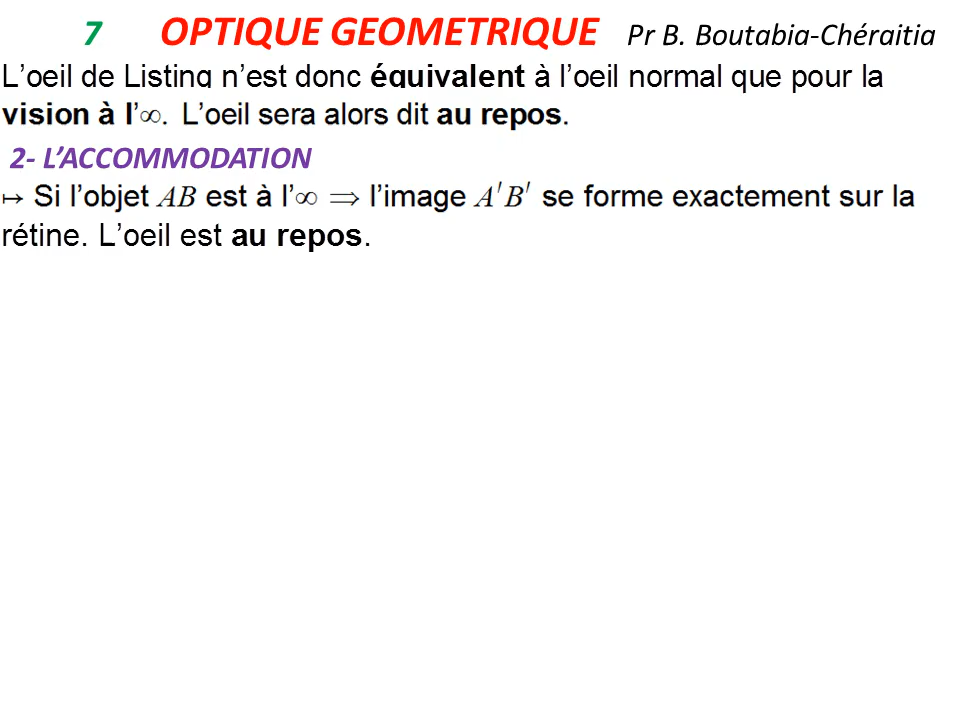 7 OPTIQUE GEOMETRIQUE Pr B. Boutabia-Chéraitia
L’oeil de Listing n’est donc équivalent à l’oeil normal que pour la
vision à l’∞. L’oeil sera alors dit au repos.
2- L’ACCOMMODATION
↦ Si l’objet AB est à l’∞ ⟹ l’image A′B′ se forme exactement sur la
rétine. L’oeil est au repos.